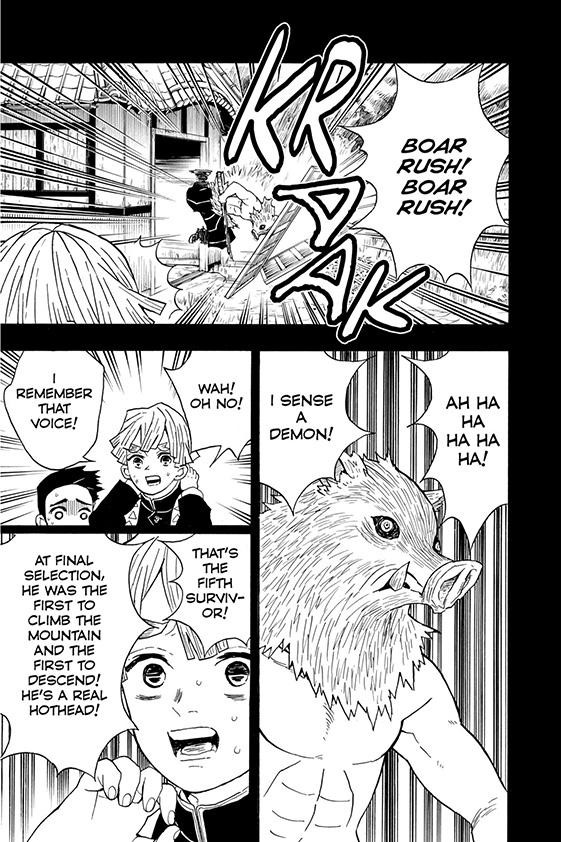 BOAR
RUSH!
BOAR
RUSH!
KRAAAK
AH HA
HA
HA HA
HA!
I SENSE
A
DEMON!
WAH!
OH NO!
I
REMEMBER
THAT
VOICE!
THAT'S
THE
FIFTH
SURVIV-
OR!
AT FINAL
SELECTION,
HE WAS THE
FIRST TO
CLIMB THE
MOUNTAIN
AND THE
FIRST TO
DESCEND!
HE'S A REAL
HOTHEAD!